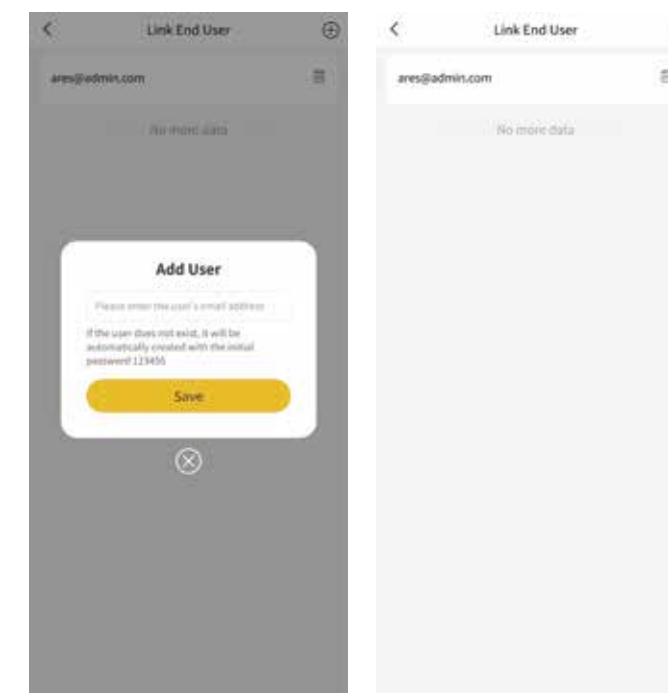 Link End User
ares@admin.com
No more data
Add User
Please enter the user's email address
If the user does not exist, it will be
automatically created with the initial
password 123456
Save
Link End User
ares@admin.com
No more data